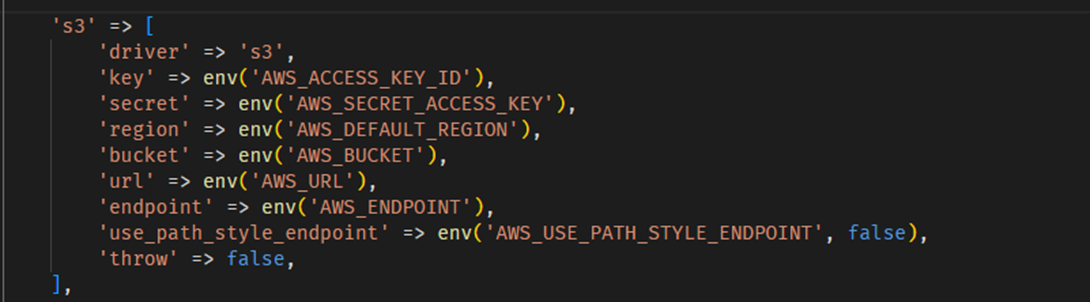 's3' => [
'driver' => 's3',
'key' => env('AWS_ACCESS_KEY_ID'),
'secret' => env('AWS_SECRET_ACCESS_KEY'),
'region' => env('AWS_DEFAULT_REGION'),
'bucket' => env('AWS_BUCKET'),
'url' => env('AWS_URL'),
'endpoint' => env('AWS_ENDPOINT'),
'use_path_style_endpoint' => env('AWS_USE_PATH_STYLE_ENDPOINT', false),
'throw' => false,
],